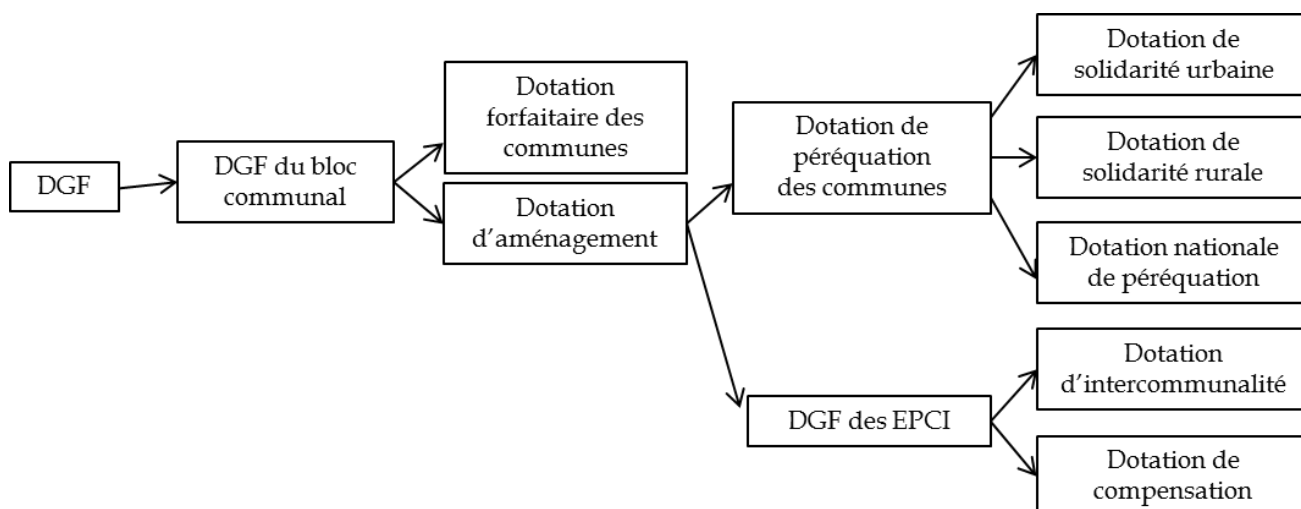 DGF
DGF du bloc
communal
Dotation
forfaitaire des
communes
Dotation
d’aménagement
Dotation de
péréquation
des communes
DGF des EPCI
Dotation de
solidarité urbaine
Dotation de
solidarité rurale
Dotation nationale
de péréquation
Dotation
d’intercommunalité
Dotation de
compensation